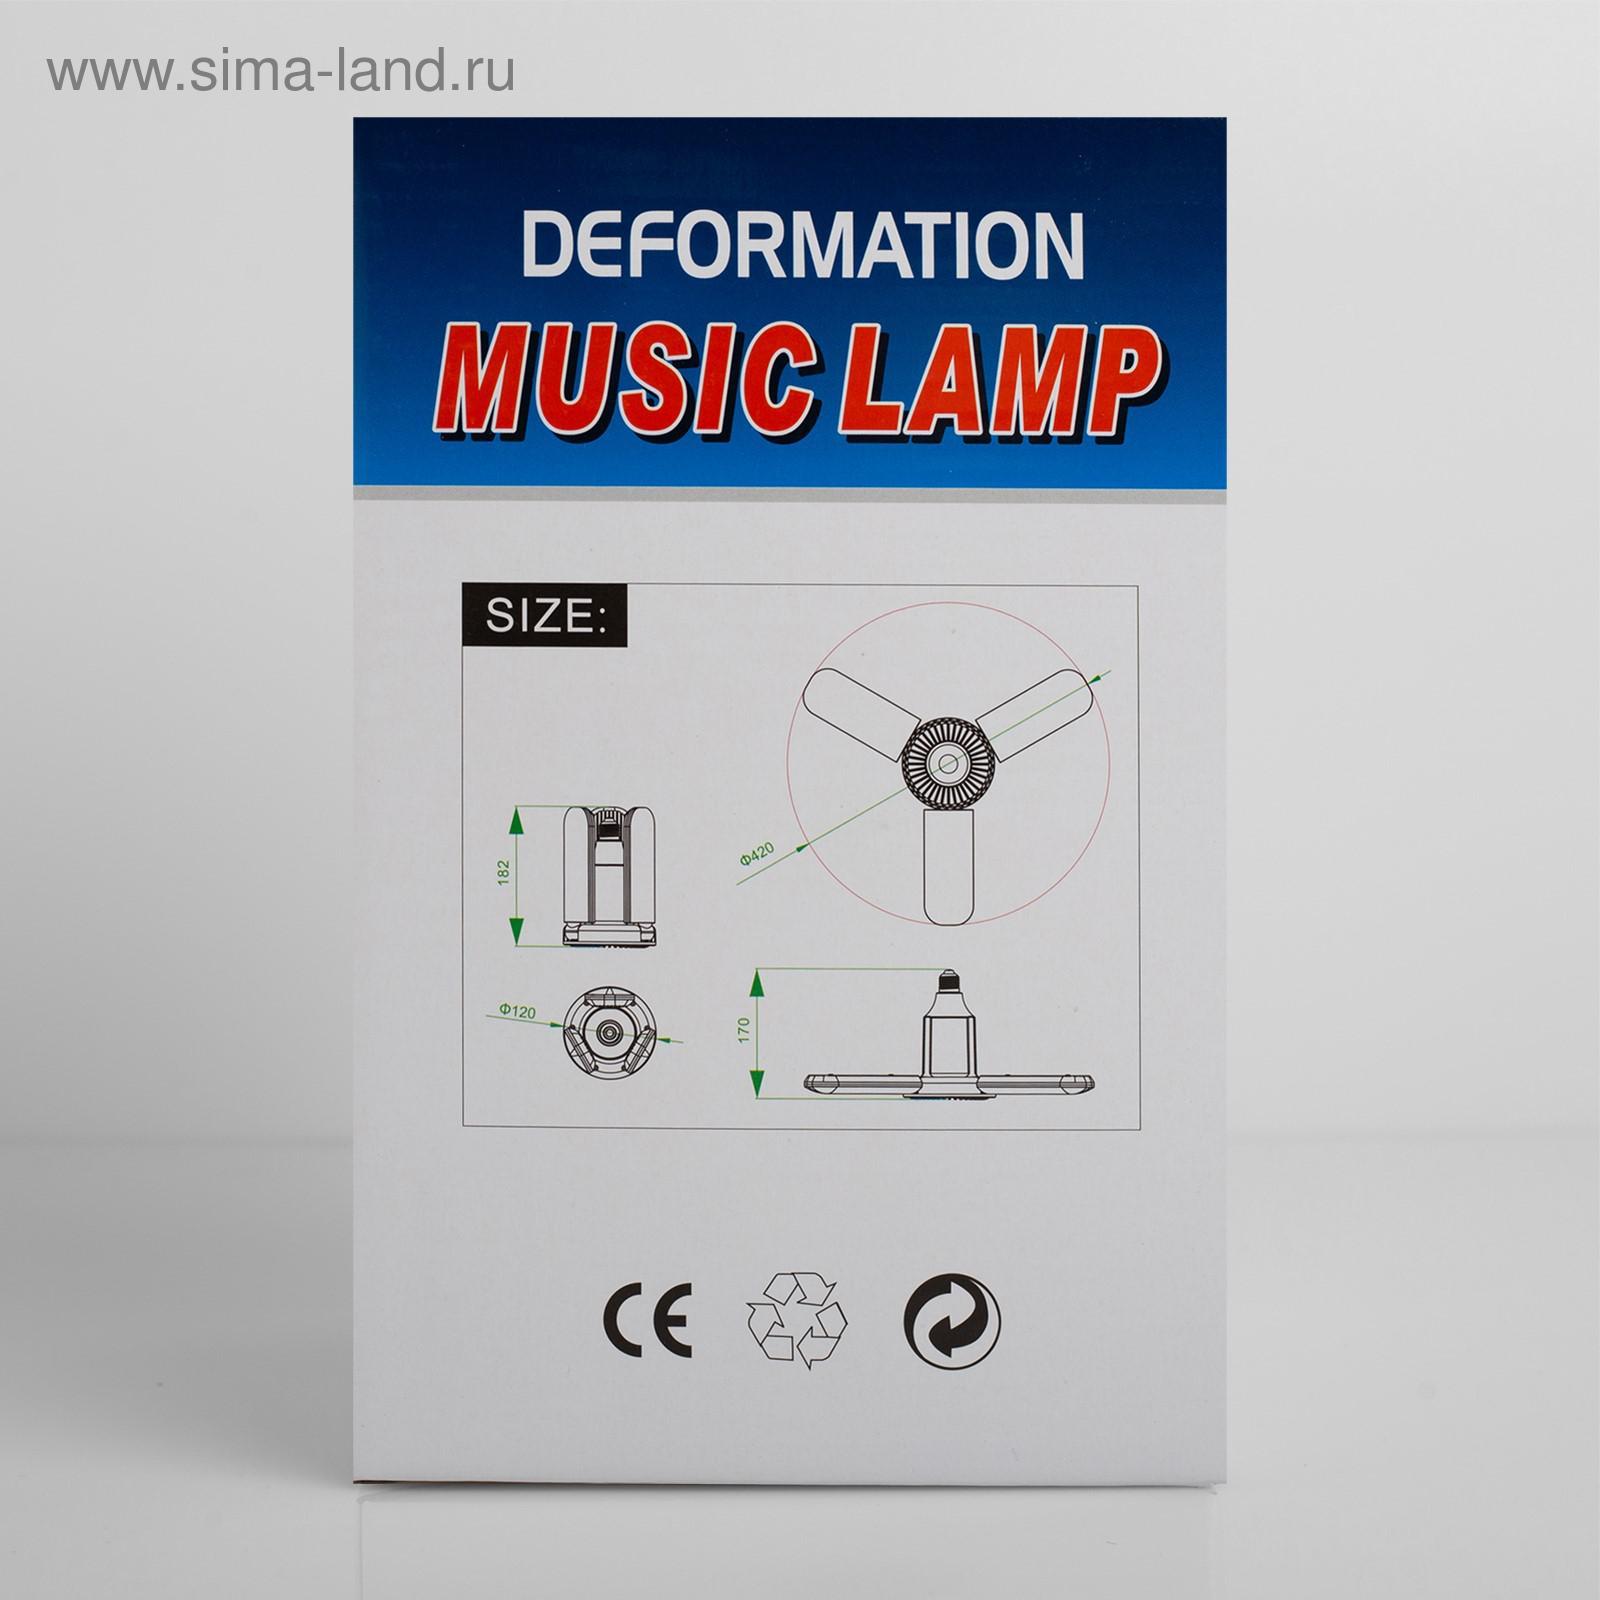 www.sima-land.ru
DEFORMATION
MUSIC LAMP
SIZE:
Φ420
182
Φ120
170
CE